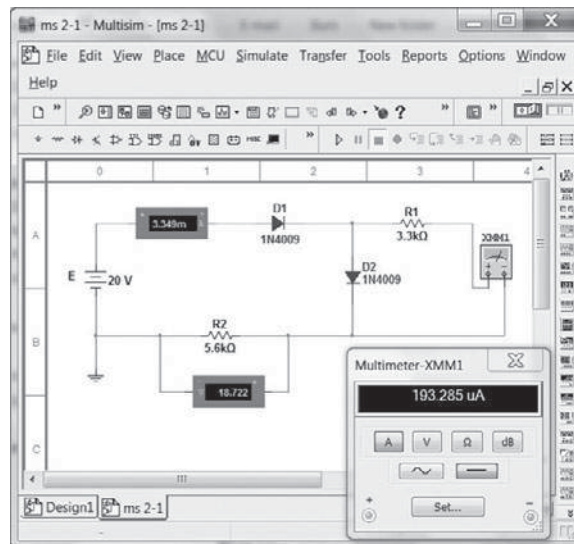 ms 2-1 - Multisim - [ms 2-1]
File Edit View Place MCU Simulate Transfer Tools Reports Options Window
Help
0 1 2 3 4
A
B
C
3.349m
D1
1N4009
R1
3.3kΩ
XMM1
E
20 V
D2
1N4009
R2
5.6kΩ
18.722
Multimeter-XMM1
193.285 uA
A V Ω dB
+ Set... -
Design1 ms 2-1